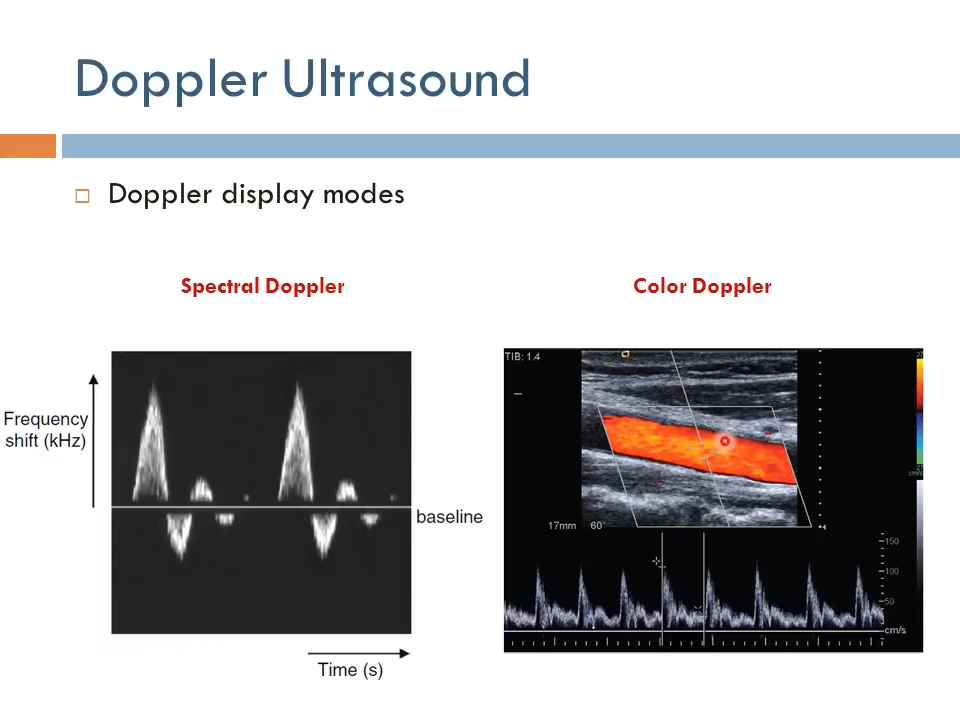 Doppler Ultrasound
Doppler display modes
Spectral Doppler
Color Doppler
Frequency
shift (kHz)
baseline
Time (s)
TIB: 1.4
17mm 60°
cm/s
150
100
50
cm/s